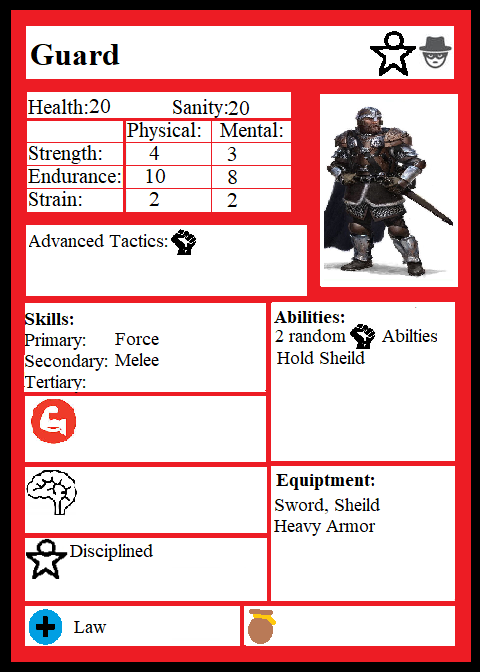 Guard
Health:20 Sanity:20
Physical: Mental:
Strength: 4 3
Endurance: 10 8
Strain: 2 2
Advanced Tactics:
Skills:
Primary: Force
Secondary: Melee
Tertiary:
Abilities:
2 random Abilties
Hold Sheild
Equiptment:
Sword, Sheild
Heavy Armor
Disciplined
Law